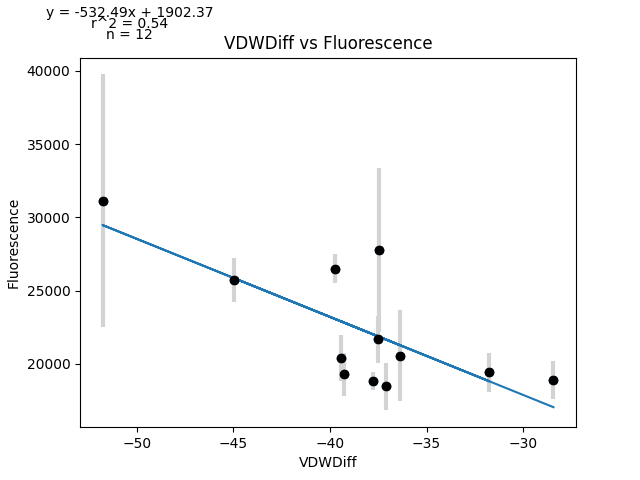 y = -532.49x + 1902.37
r^2 = 0.54
n = 12
VDWDiff vs Fluorescence
40000
35000
30000
25000
20000
Fluorescence
−50
−45
−40
−35
−30
VDWDiff